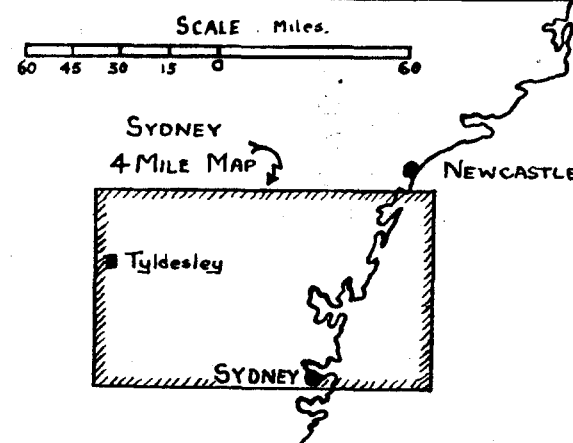 SCALE . Miles.
60 45 30 15 0 60
SYDNEY
4 MILE MAP
NEWCASTLE
Tyldesley
SYDNEY